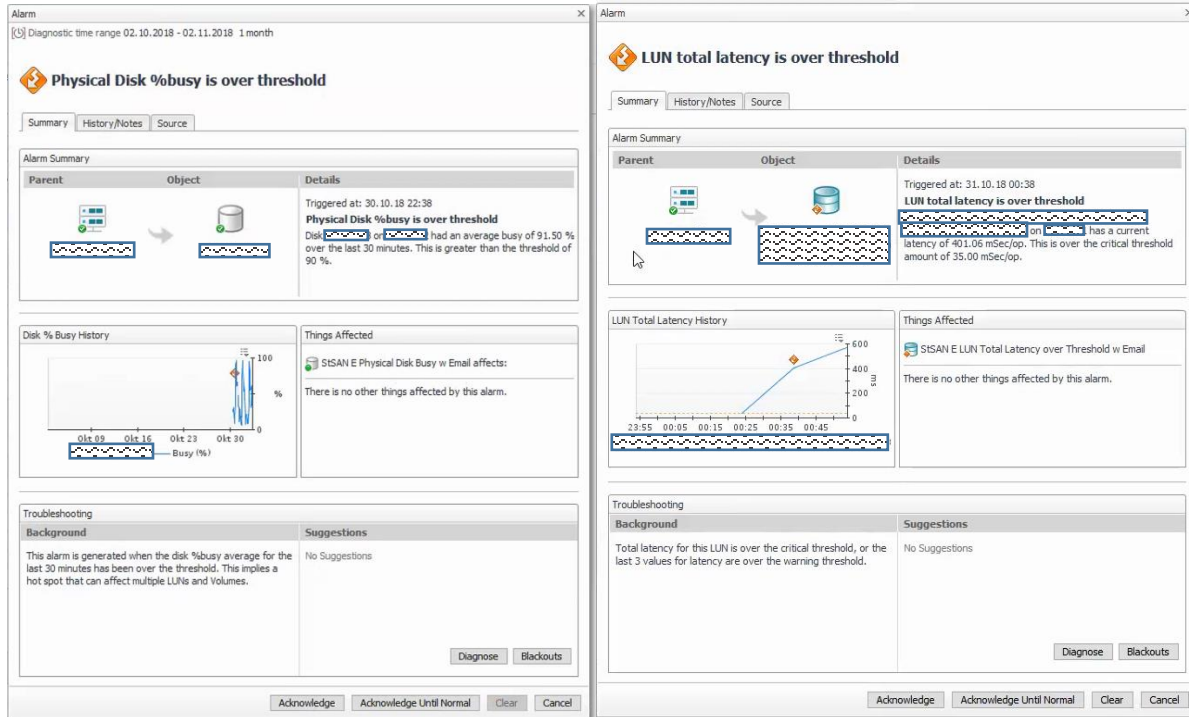 Alarm
Diagnostic time range 02.10.2018 - 02.11.2018 1 month
Physical Disk %busy is over threshold
Summary History/Notes Source
Alarm Summary
Parent Object Details
Triggered at: 30.10.18 22:38
Physical Disk %busy is over threshold
Disk on had an average busy of 91.50 %
over the last 30 minutes. This is greater than the threshold of
90 %.
Disk % Busy History
100
%
0
Okt 09 Okt 16 Okt 23 Okt 30
Busy (%)
Things Affected
StSAN E Physical Disk Busy w Email affects:
There is no other things affected by this alarm.
Troubleshooting
Background
This alarm is generated when the disk %busy average for the
last 30 minutes has been over the threshold. This implies a
hot spot that can affect multiple LUNs and Volumes.
Suggestions
No Suggestions
Diagnose Blackouts
Acknowledge Acknowledge Until Normal Clear Cancel
Alarm
LUN total latency is over threshold
Summary History/Notes Source
Alarm Summary
Parent Object Details
Triggered at: 31.10.18 00:38
LUN total latency is over threshold
on has a current
latency of 401.06 mSec/op. This is over the critical threshold
amount of 35.00 mSec/op.
LUN Total Latency History
600
400
ms
200
0
23:55 00:05 00:15 00:25 00:35 00:45
Things Affected
StSAN E LUN Total Latency over Threshold w Email
There is no other things affected by this alarm.
Troubleshooting
Background
Total latency for this LUN is over the critical threshold, or the
last 3 values for latency are over the warning threshold.
Suggestions
No Suggestions
Diagnose Blackouts
Acknowledge Acknowledge Until Normal Clear Cancel